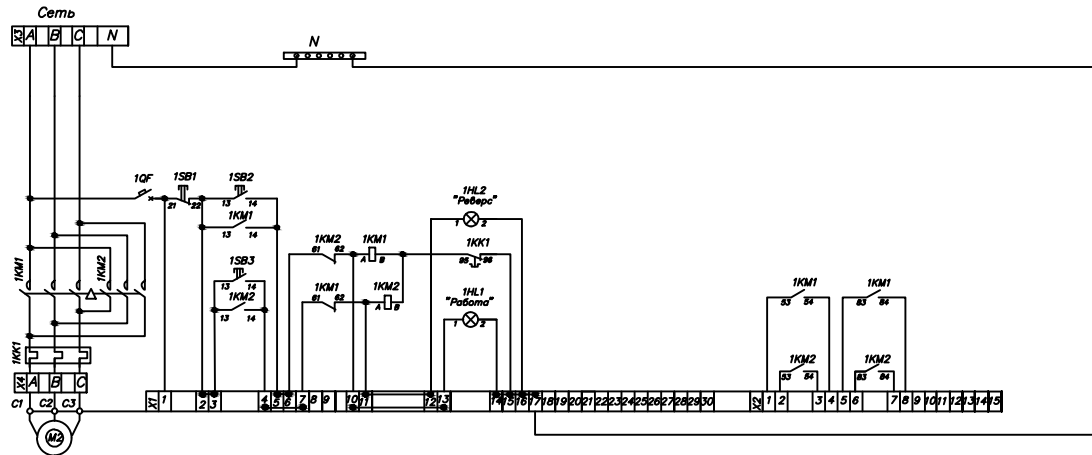 Сеть
X3 A B C N
N
1QF
1SB1
21 22
1SB2
13 14
1KM1
13 14
1SB3
13 14
1KM2
13 14
1KM2
61 62
1KM1
A B
1KM1
61 62
1KM2
A B
1HL2
"Реверс"
1 2
1KK1
95 96
1HL1
"Работа"
1 2
1KM1
1KM2
1KM1
53 54
1KM1
83 84
1KM2
53 54
1KM2
83 84
1KK1
X4 A B C
C1 C2 C3
M2
X1 1 2 3 4 5 6 7 8 9 10 11 12 13 14 15 16 17 18 19 20 21 22 23 24 25 26 27 28 29 30
X2 1 2 3 4 5 6 7 8 9 10 11 12 13 14 15